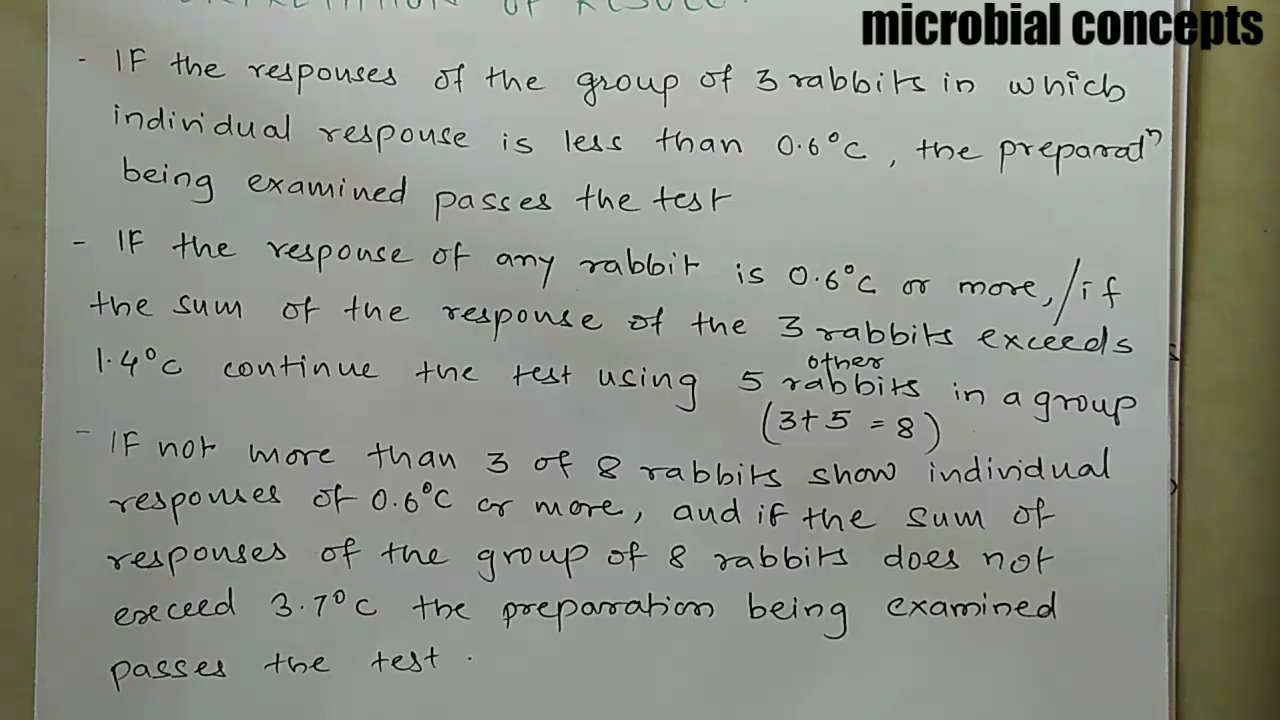 OF RESULT:
microbial concepts
- IF the responses of the group of 3 rabbits in which
individual response is less than 0.6°C, the preparatⁿ
being examined passes the test
- IF the response of any rabbit is 0.6°C or more, / if
the sum of the response of the 3 rabbits exceeds
1.4°C continue the test using 5 other rabbits in a group
(3+5 = 8)
- IF not more than 3 of 8 rabbits show individual
responses of 0.6°C or more, and if the sum of
responses of the group of 8 rabbits does not
exceed 3.7°C the preparation being examined
passes the test.